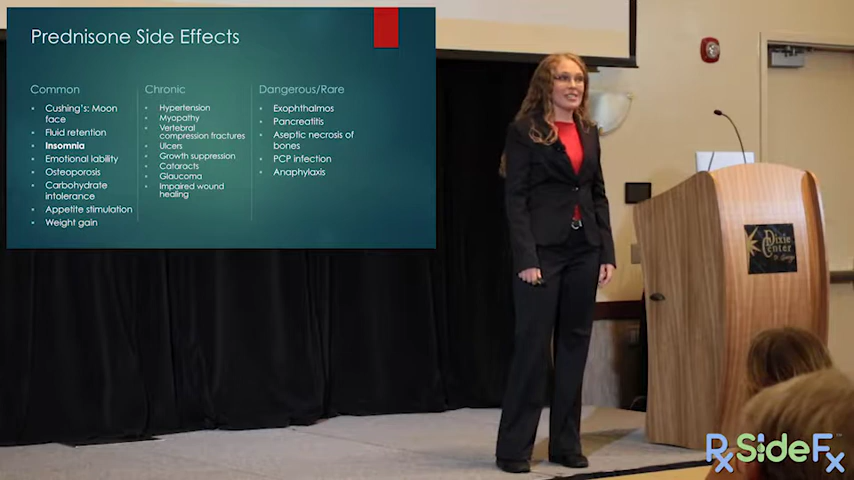 Prednisone Side Effects
Common
Cushing's: Moon
face
Fluid retention
Insomnia
Emotional lability
Osteoporosis
Carbohydrate
intolerance
Appetite stimulation
Weight gain
Chronic
Hypertension
Myopathy
Vertebral
compression fractures
Ulcers
Growth suppression
Cataracts
Glaucoma
Impaired wound
healing
Dangerous/Rare
Exophthalmos
Pancreatitis
Aseptic necrosis of
bones
PCP infection
Anaphylaxis
Dixie
Center
St. George
RxSideFx